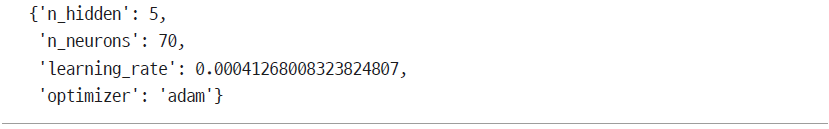 {'n_hidden': 5,
 'n_neurons': 70,
 'learning_rate': 0.00041268008323824807,
 'optimizer': 'adam'}